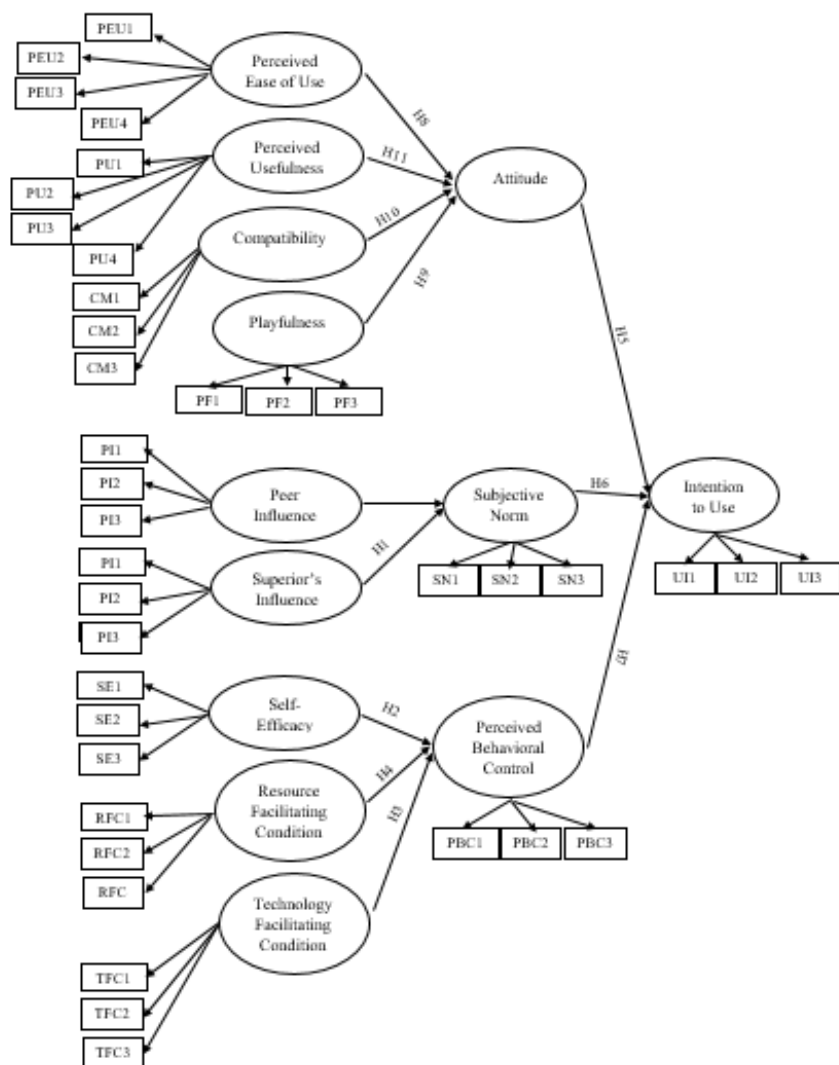 PEU1
PEU2
PEU3
PEU4
Perceived
Ease of Use
H8
PU1
PU2
PU3
PU4
Perceived
Usefulness
H11
Attitude
CM1
CM2
CM3
Compatibility
H10
Playfulness
H9
PF1
PF2
PF3
H5
PI1
PI2
PI3
Peer
Influence
Subjective
Norm
H6
Intention
to Use
PI1
PI2
PI3
Superior's
Influence
H1
SN1
SN2
SN3
UI1
UI2
UI3
H7
SE1
SE2
SE3
Self-
Efficacy
H2
Perceived
Behavioral
Control
RFC1
RFC2
RFC
Resource
Facilitating
Condition
H4
H3
PBC1
PBC2
PBC3
Technology
Facilitating
Condition
TFC1
TFC2
TFC3